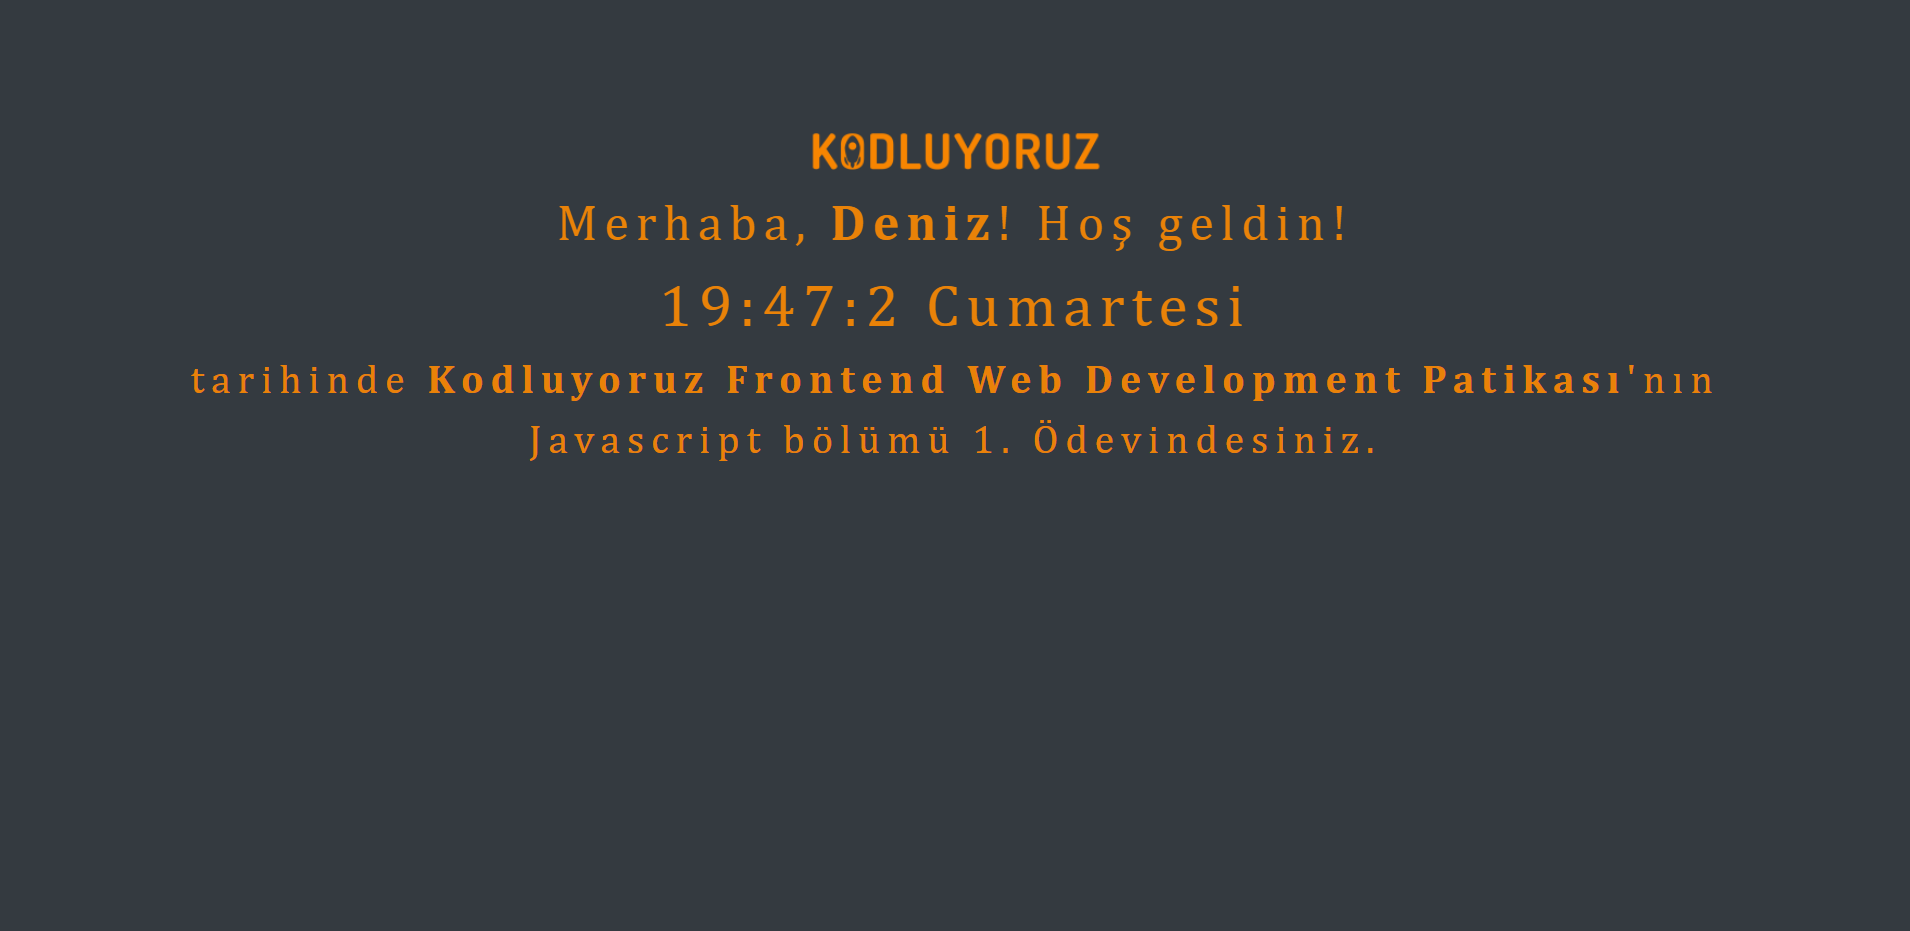 KODLUYORUZ
Merhaba, Deniz! Hoş geldin!
19:47:2 Cumartesi
tarihinde Kodluyoruz Frontend Web Development Patikası'nın
Javascript bölümü 1. Ödevindesiniz.